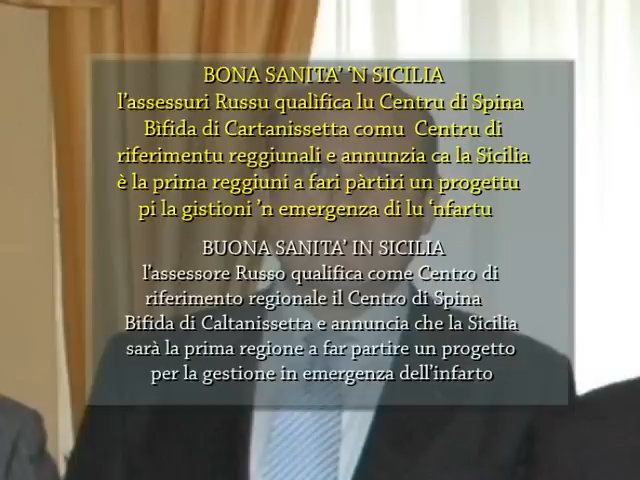 BONA SANITA’ ‘N SICILIA
l’assessuri Russu qualìfica lu Centru di Spina
Bìfida di Cartanissetta comu Centru di
riferimentu reggiunali e annunzia ca la Sicilia
è la prima reggiuni a fari pàrtiri un progettu
pi la gistioni ’n emergenza di lu ‘nfartu
BUONA SANITA’ IN SICILIA
l’assessore Russo qualifica come Centro di
riferimento regionale il Centro di Spina
Bifida di Caltanissetta e annuncia che la Sicilia
sarà la prima regione a far partire un progetto
per la gestione in emergenza dell’infarto